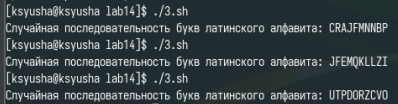 [ksyusha@ksyusha lab14]$ ./3.sh
Случайная последовательность букв латинского алфавита: CRAJFMNNBP
[ksyusha@ksyusha lab14]$ ./3.sh
Случайная последовательность букв латинского алфавита: JFEMQKLLZI
[ksyusha@ksyusha lab14]$ ./3.sh
Случайная последовательность букв латинского алфавита: UTPDORZCVO